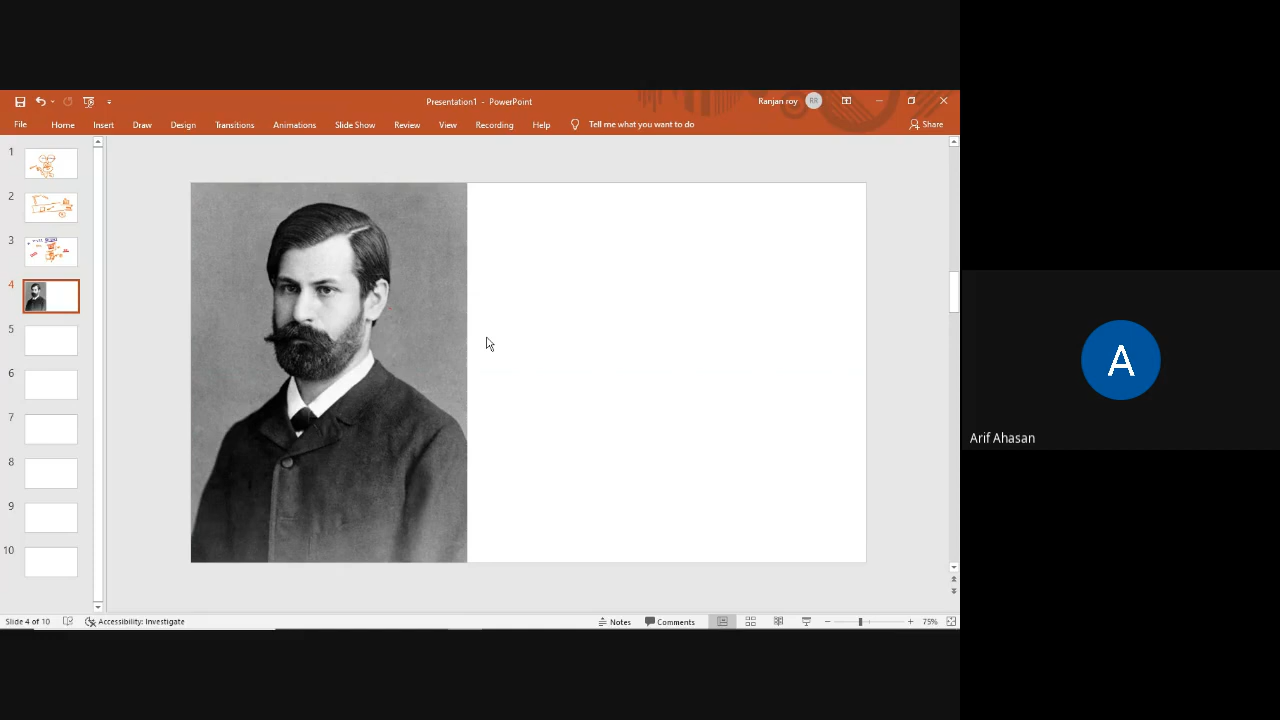 Presentation1 - PowerPoint
Ranjan roy
RR
File Home Insert Draw Design Transitions Animations Slide Show Review View Recording Help Tell me what you want to do Share
1
2
3
4
5
6
7
8
9
10
A
Arif Ahasan
Slide 4 of 10 Accessibility: Investigate Notes Comments 75%